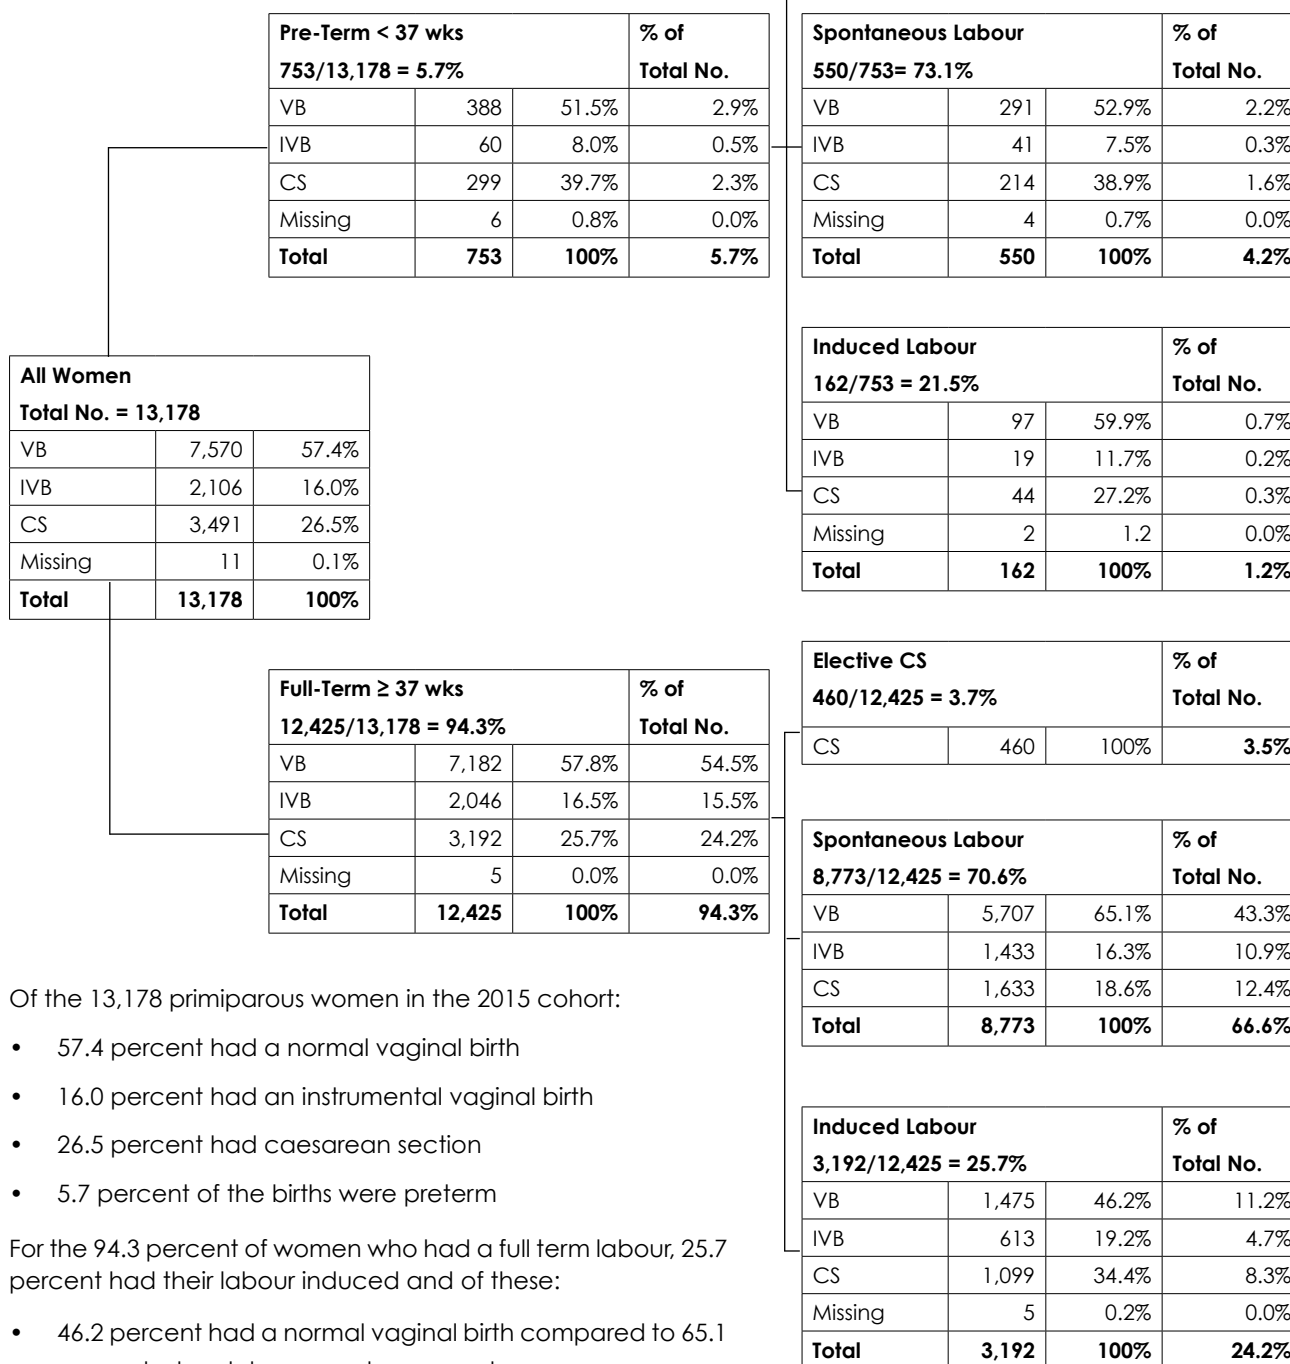 Pre-Term < 37 wks % of
753/13,178 = 5.7% Total No.
VB 388 51.5% 2.9%
IVB 60 8.0% 0.5%
CS 299 39.7% 2.3%
Missing 6 0.8% 0.0%
Total 753 100% 5.7%
Spontaneous Labour % of
550/753= 73.1% Total No.
VB 291 52.9% 2.2%
IVB 41 7.5% 0.3%
CS 214 38.9% 1.6%
Missing 4 0.7% 0.0%
Total 550 100% 4.2%
Induced Labour % of
162/753 = 21.5% Total No.
VB 97 59.9% 0.7%
IVB 19 11.7% 0.2%
CS 44 27.2% 0.3%
Missing 2 1.2 0.0%
Total 162 100% 1.2%
All Women
Total No. = 13,178
VB 7,570 57.4%
IVB 2,106 16.0%
CS 3,491 26.5%
Missing 11 0.1%
Total 13,178 100%
Full-Term ≥ 37 wks % of
12,425/13,178 = 94.3% Total No.
VB 7,182 57.8% 54.5%
IVB 2,046 16.5% 15.5%
CS 3,192 25.7% 24.2%
Missing 5 0.0% 0.0%
Total 12,425 100% 94.3%
Elective CS % of
460/12,425 = 3.7% Total No.
CS 460 100% 3.5%
Spontaneous Labour % of
8,773/12,425 = 70.6% Total No.
VB 5,707 65.1% 43.3%
IVB 1,433 16.3% 10.9%
CS 1,633 18.6% 12.4%
Total 8,773 100% 66.6%
Induced Labour % of
3,192/12,425 = 25.7% Total No.
VB 1,475 46.2% 11.2%
IVB 613 19.2% 4.7%
CS 1,099 34.4% 8.3%
Missing 5 0.2% 0.0%
Total 3,192 100% 24.2%
Of the 13,178 primiparous women in the 2015 cohort:
• 57.4 percent had a normal vaginal birth
• 16.0 percent had an instrumental vaginal birth
• 26.5 percent had caesarean section
• 5.7 percent of the births were preterm
For the 94.3 percent of women who had a full term labour, 25.7
percent had their labour induced and of these:
• 46.2 percent had a normal vaginal birth compared to 65.1